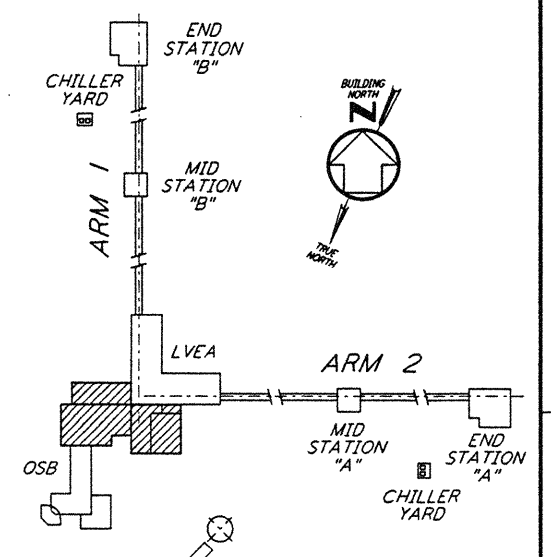 END
STATION
"B"
CHILLER
YARD
BUILDING
NORTH
N
MID
STATION
"B"
ARM 1
TRUE
NORTH
LVEA
ARM 2
MID
STATION
"A"
END
STATION
"A"
OSB
CHILLER
YARD